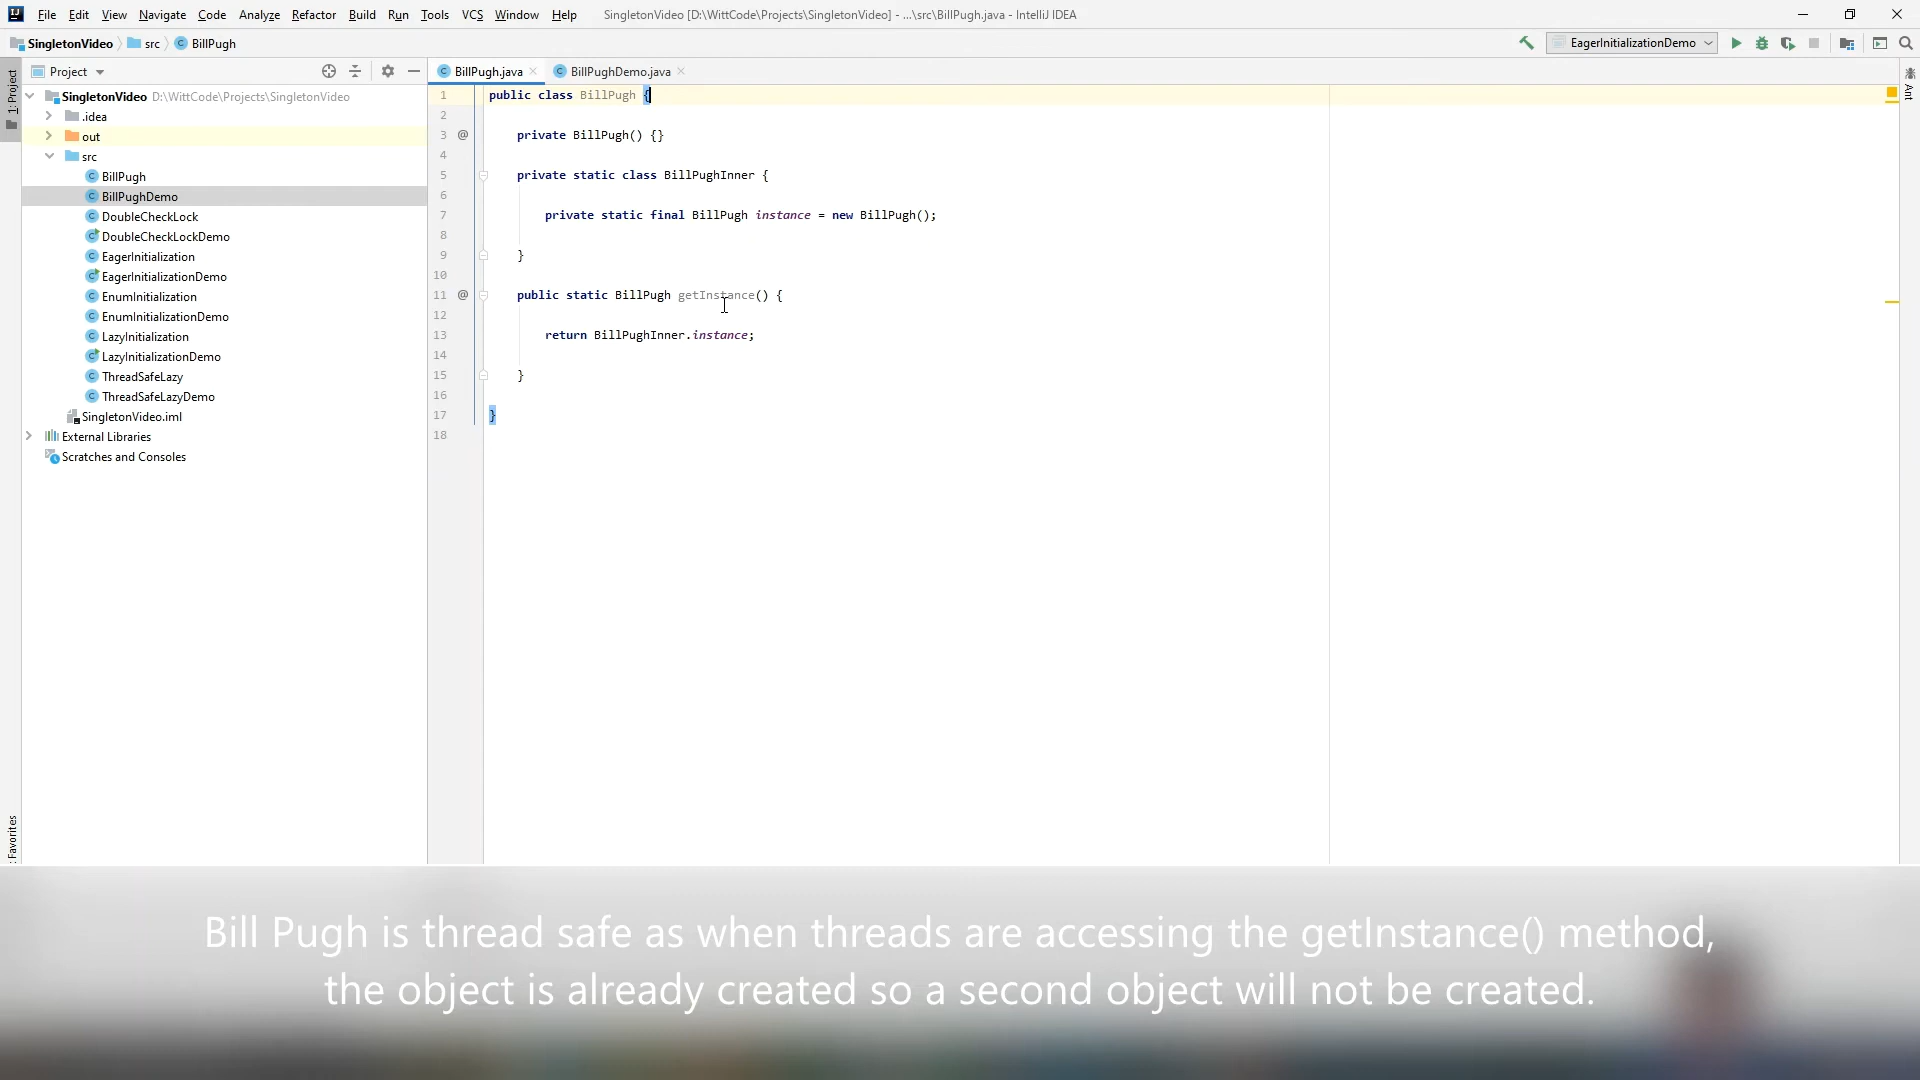 File Edit View Navigate Code Analyze Refactor Build Run Tools VCS Window Help SingletonVideo [D:\WittCode\Projects\SingletonVideo] - ...\src\BillPugh.java - IntelliJ IDEA
SingletonVideo src BillPugh EagerInitializationDemo
Project BillPugh.java BillPughDemo.java
1: Project
Ant
SingletonVideo D:\WittCode\Projects\SingletonVideo
.idea
out
src
BillPugh
BillPughDemo
DoubleCheckLock
DoubleCheckLockDemo
EagerInitialization
EagerInitializationDemo
EnumInitialization
EnumInitializationDemo
LazyInitialization
LazyInitializationDemo
ThreadSafeLazy
ThreadSafeLazyDemo
SingletonVideo.iml
External Libraries
Scratches and Consoles
Favorites
1 public class BillPugh {
2
3 @ private BillPugh() {}
4
5 private static class BillPughInner {
6
7 private static final BillPugh instance = new BillPugh();
8
9 }
10
11 @ public static BillPugh getInstance() {
12
13 return BillPughInner.instance;
14
15 }
16
17 }
18
Bill Pugh is thread safe as when threads are accessing the getInstance() method,
the object is already created so a second object will not be created.